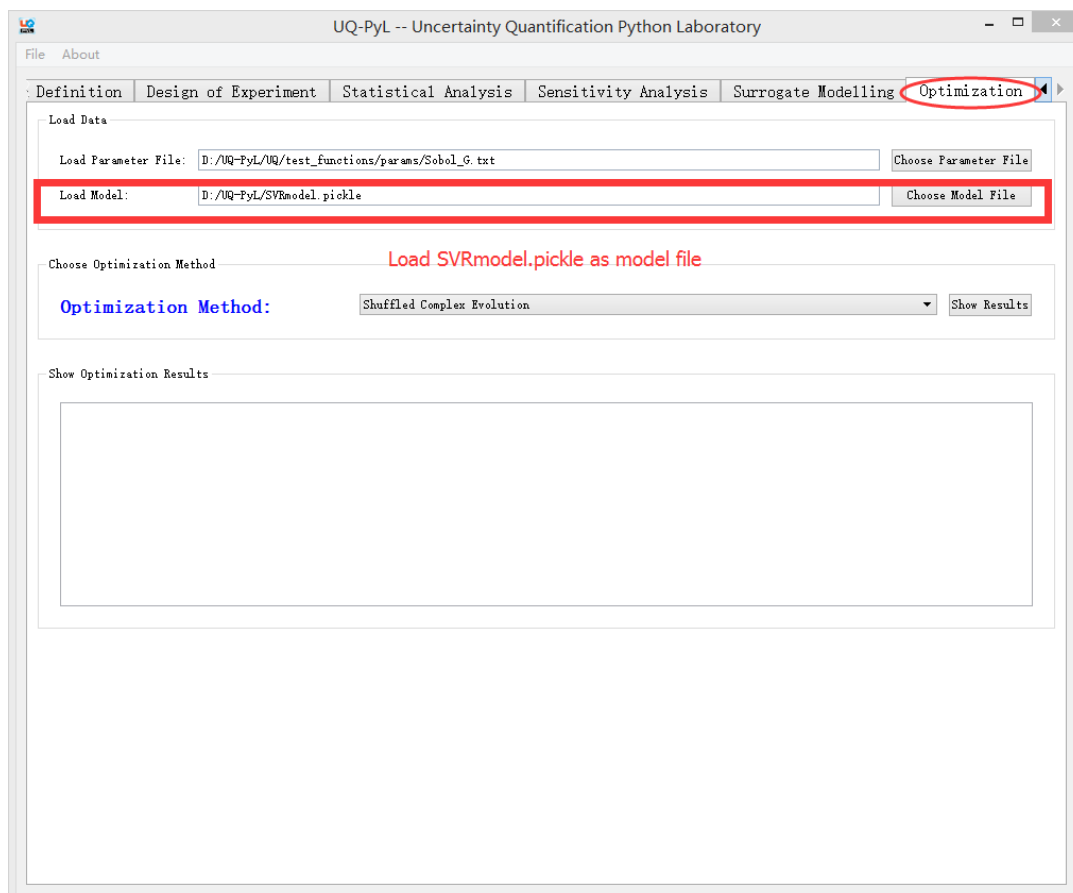 UQ-PyL -- Uncertainty Quantification Python Laboratory
File About
Definition Design of Experiment Statistical Analysis Sensitivity Analysis Surrogate Modelling Optimization
Load Data
Load Parameter File: D:/UQ-PyL/UQ/test_functions/params/Sobol_G.txt Choose Parameter File
Load Model: D:/UQ-PyL/SVRmodel.pickle Choose Model File
Load SVRmodel.pickle as model file
Choose Optimization Method
Optimization Method: Shuffled Complex Evolution Show Results
Show Optimization Results